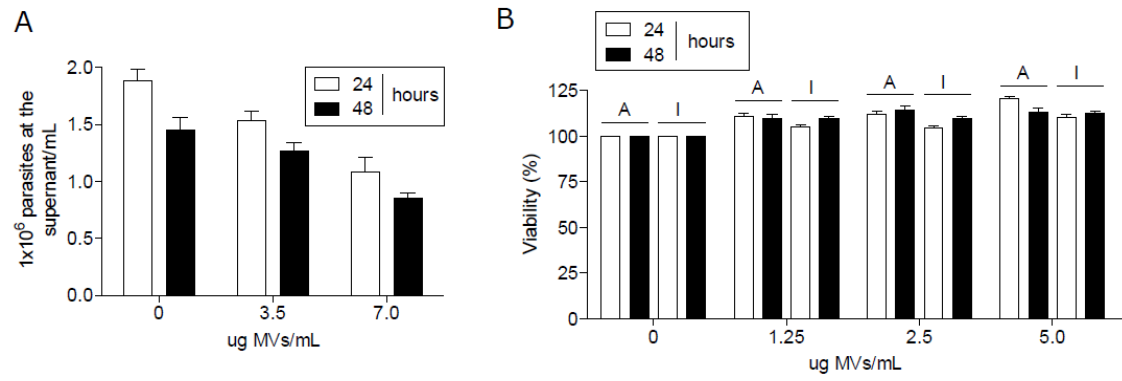 A
24
48
hours
2.0
1.5
1.0
0.5
0.0
1x10⁶ parasites at the
supernant/mL
0
3.5
7.0
ug MVs/mL
B
24
48
hours
125
100
75
50
25
0
Viability (%)
A I
A I
A I
A I
0
1.25
2.5
5.0
ug MVs/mL